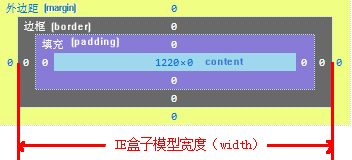 外边距 (margin) 0
边框 (border) 0
填充 (padding) 0
0 0 0 1220×0 content 0 0 0
0
0
0
IE盒子模型宽度（width）